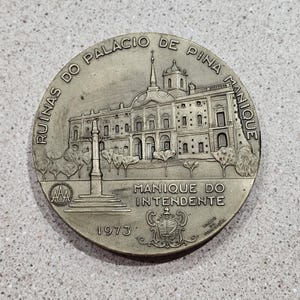 RUINAS DO PALACIO DE PINA MANIQUE
MANIQUE DO
INTENDENTE
1973